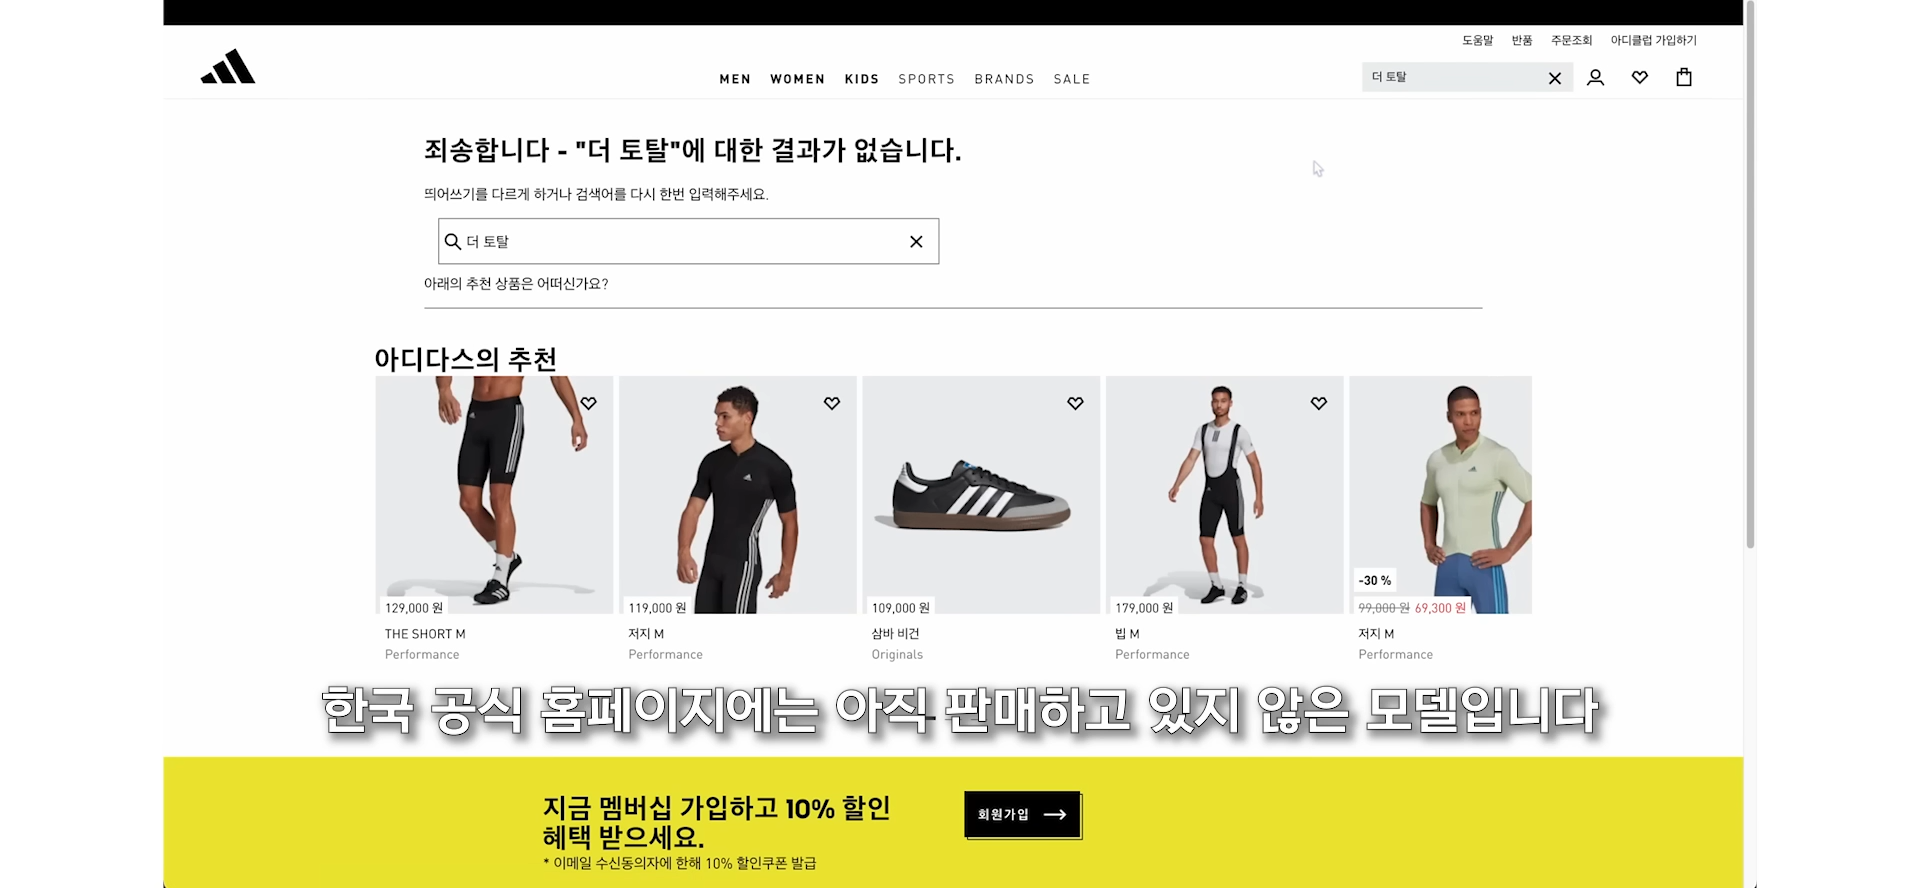 도움말 반품 주문조회 아디클럽 가입하기
MEN WOMEN KIDS SPORTS BRANDS SALE
더 토탈
죄송합니다 - "더 토탈"에 대한 결과가 없습니다.
띄어쓰기를 다르게 하거나 검색어를 다시 한번 입력해주세요.
더 토탈
아래의 추천 상품은 어떠신가요?
아디다스의 추천
129,000 원
THE SHORT M
Performance
119,000 원
저지 M
Performance
109,000 원
삼바 비건
Originals
179,000 원
빕 M
Performance
-30 %
99,000 원 69,300 원
저지 M
Performance
한국 공식 홈페이지에는 아직 판매하고 있지 않은 모델입니다
지금 멤버십 가입하고 10% 할인
혜택 받으세요.
* 이메일 수신동의자에 한해 10% 할인쿠폰 발급
회원가입